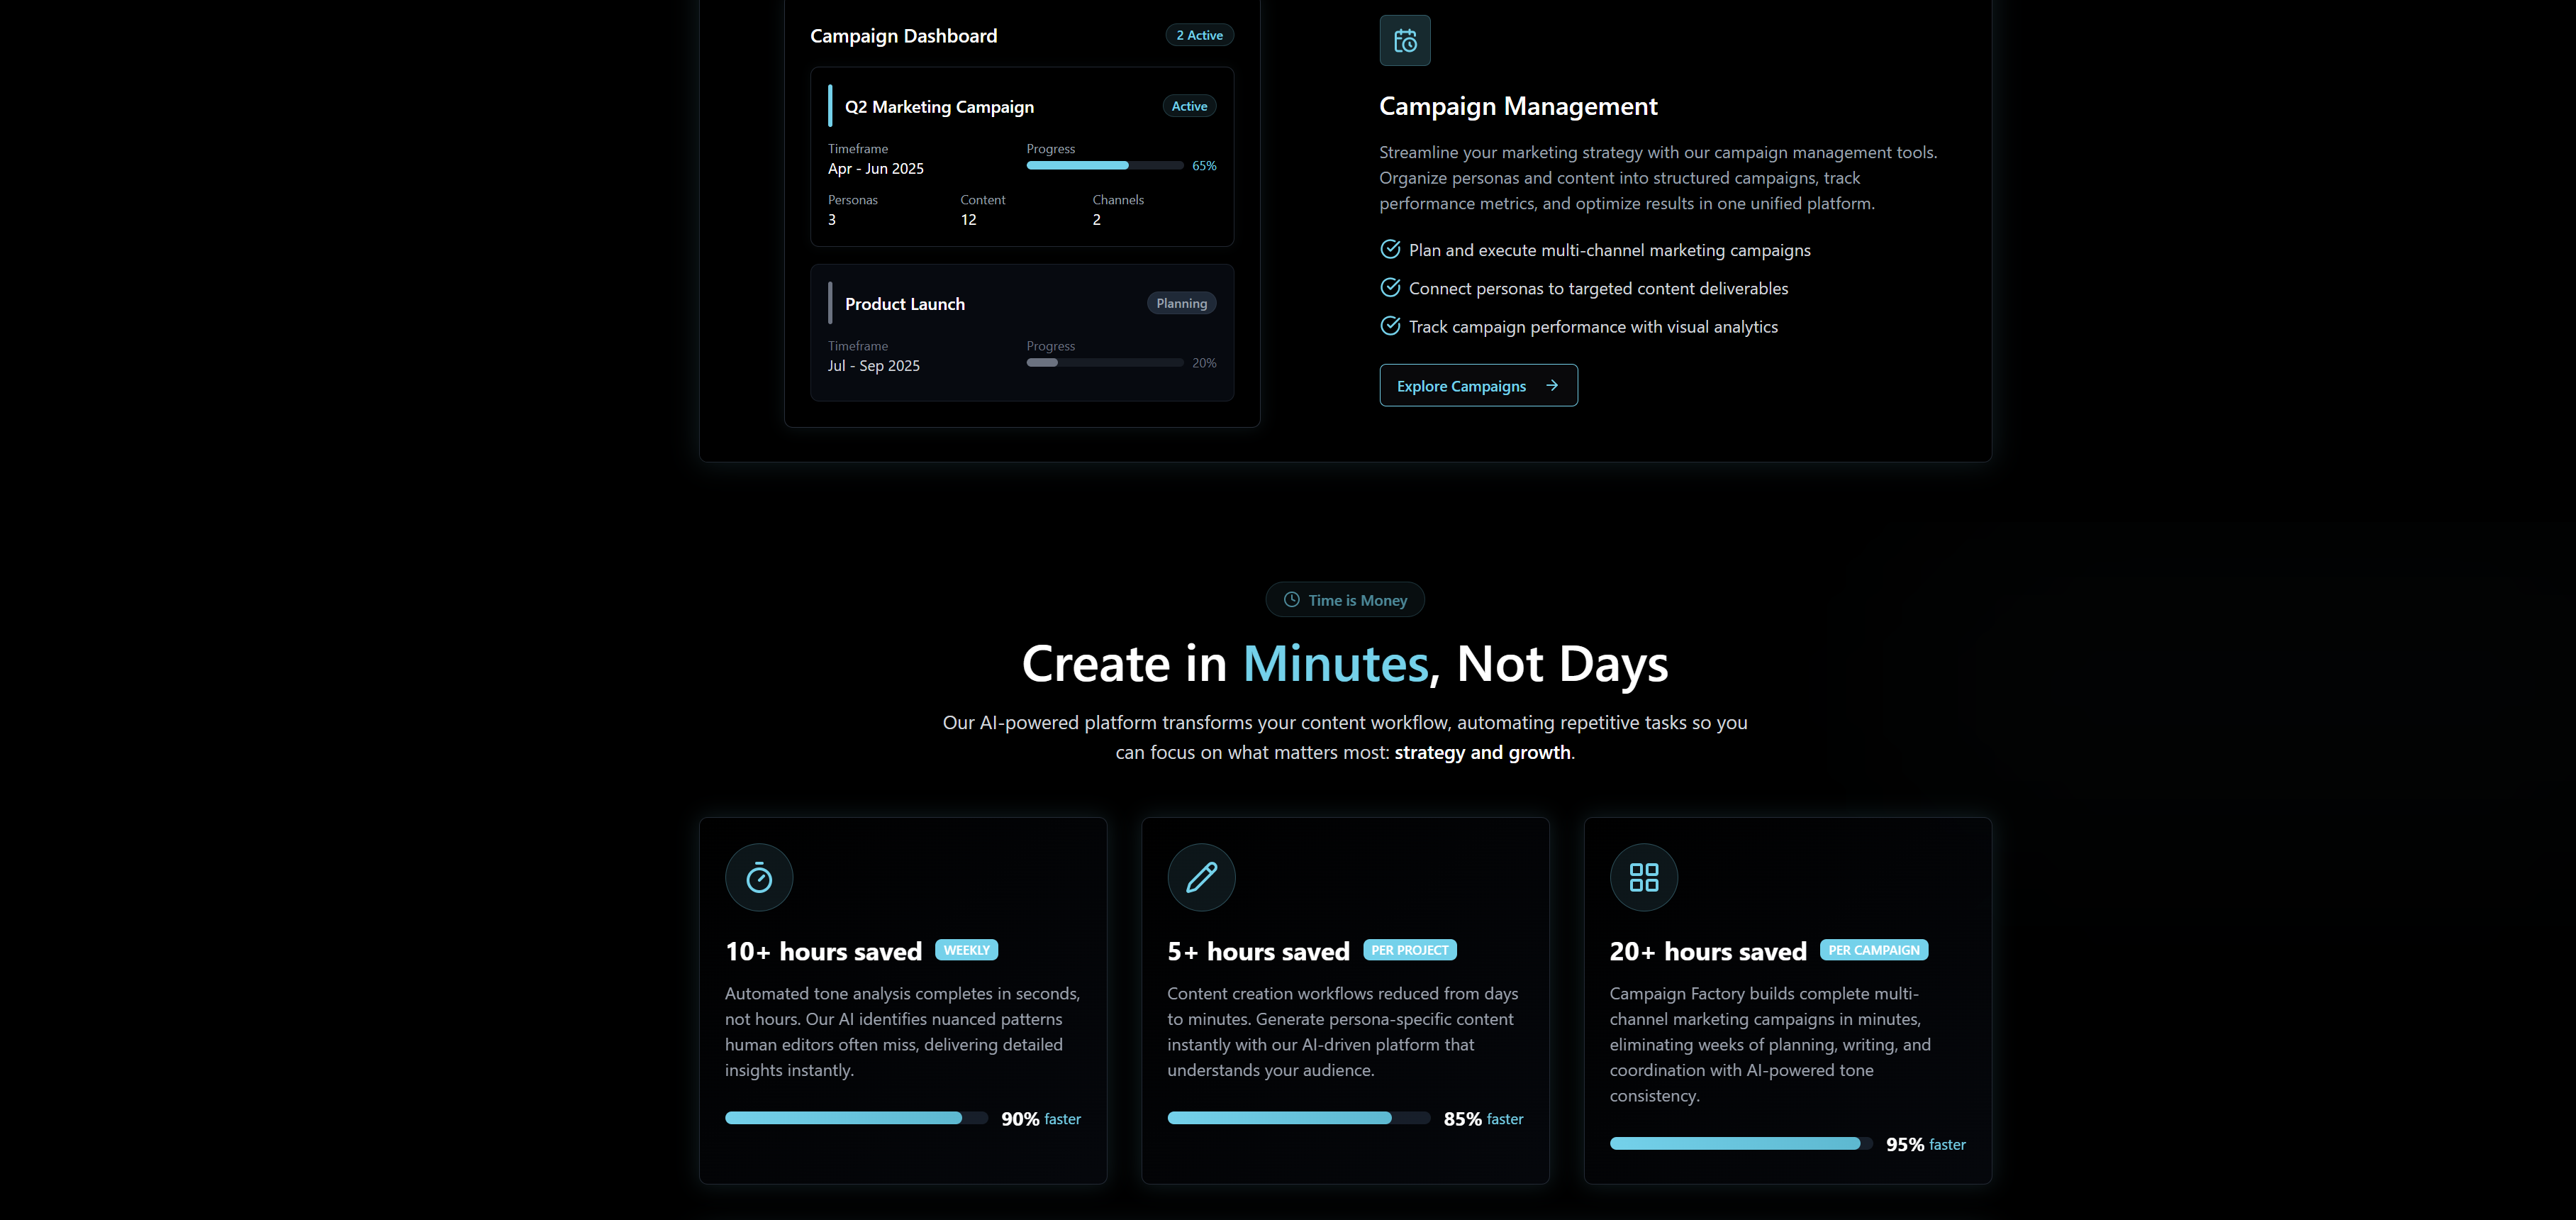 Campaign Dashboard
2 Active
Q2 Marketing Campaign
Active
Timeframe
Progress
Apr - Jun 2025
65%
Personas
Content
Channels
3
12
2
Product Launch
Planning
Timeframe
Progress
Jul - Sep 2025
20%
Campaign Management
Streamline your marketing strategy with our campaign management tools.
Organize personas and content into structured campaigns, track
performance metrics, and optimize results in one unified platform.
Plan and execute multi-channel marketing campaigns
Connect personas to targeted content deliverables
Track campaign performance with visual analytics
Explore Campaigns
Time is Money
Create in Minutes, Not Days
Our AI-powered platform transforms your content workflow, automating repetitive tasks so you
can focus on what matters most: strategy and growth.
10+ hours saved
WEEKLY
Automated tone analysis completes in seconds,
not hours. Our AI identifies nuanced patterns
human editors often miss, delivering detailed
insights instantly.
90% faster
5+ hours saved
PER PROJECT
Content creation workflows reduced from days
to minutes. Generate persona-specific content
instantly with our AI-driven platform that
understands your audience.
85% faster
20+ hours saved
PER CAMPAIGN
Campaign Factory builds complete multi-
channel marketing campaigns in minutes,
eliminating weeks of planning, writing, and
coordination with AI-powered tone
consistency.
95% faster